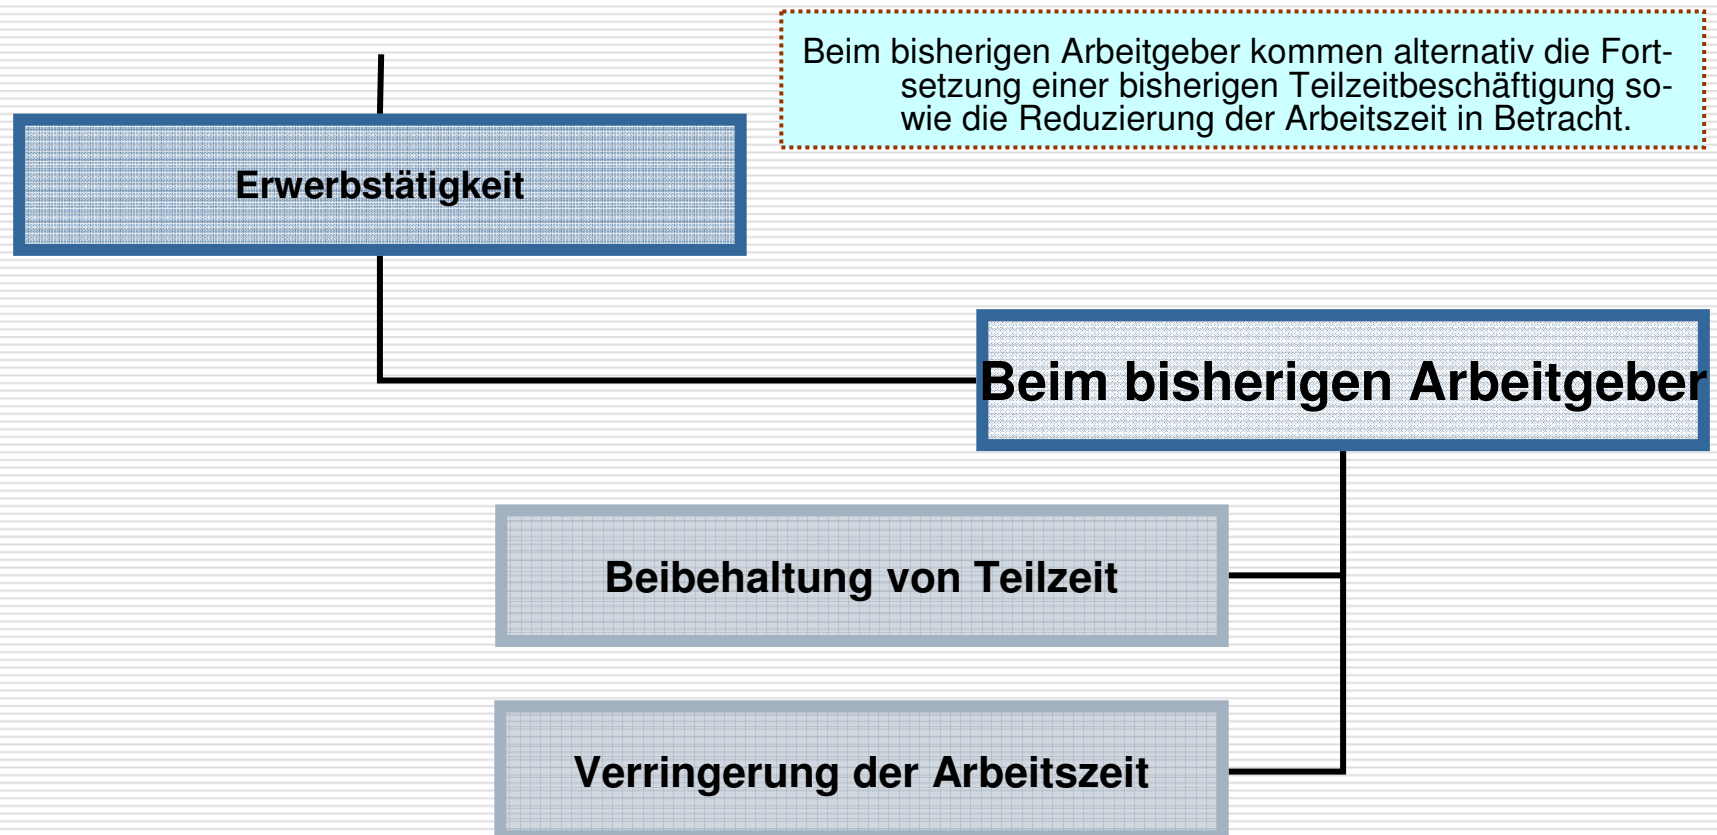 Beim bisherigen Arbeitgeber kommen alternativ die Fort-
setzung einer bisherigen Teilzeitbeschäftigung so-
wie die Reduzierung der Arbeitszeit in Betracht.
Erwerbstätigkeit
Beim bisherigen Arbeitgeber
Beibehaltung von Teilzeit
Verringerung der Arbeitszeit